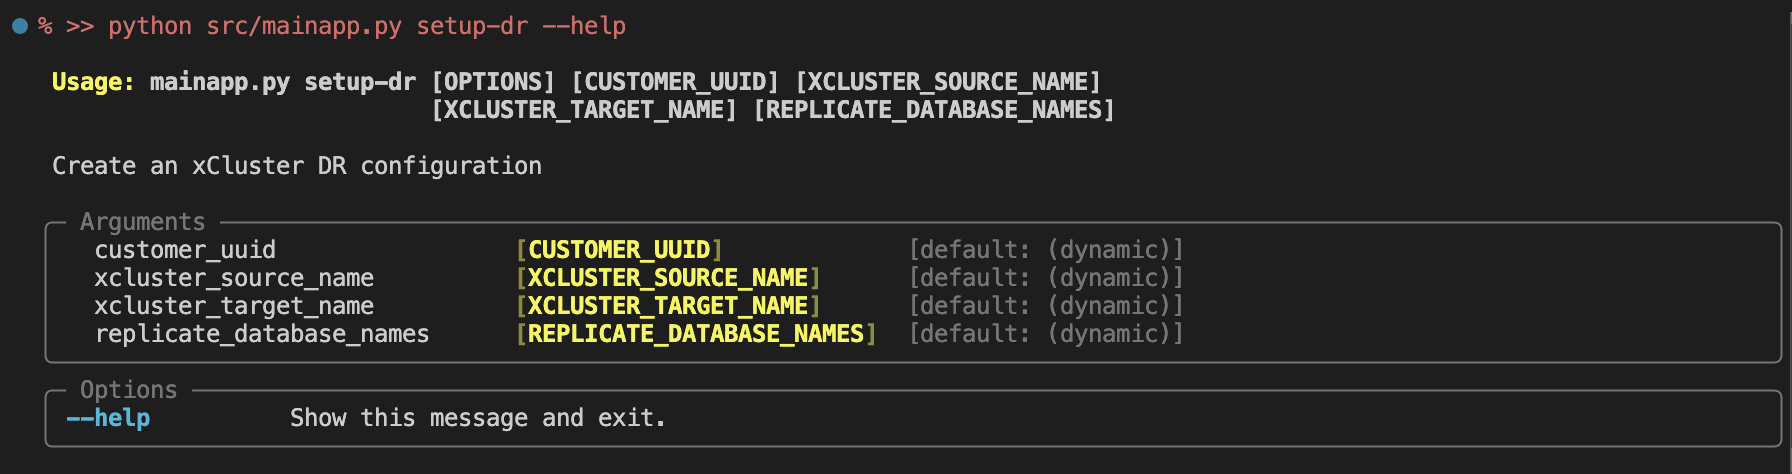 % >> python src/mainapp.py setup-dr --help
Usage: mainapp.py setup-dr [OPTIONS] [CUSTOMER_UUID] [XCLUSTER_SOURCE_NAME]
[XCLUSTER_TARGET_NAME] [REPLICATE_DATABASE_NAMES]
Create an xCluster DR configuration
Arguments
customer_uuid [CUSTOMER_UUID] [default: (dynamic)]
xcluster_source_name [XCLUSTER_SOURCE_NAME] [default: (dynamic)]
xcluster_target_name [XCLUSTER_TARGET_NAME] [default: (dynamic)]
replicate_database_names [REPLICATE_DATABASE_NAMES] [default: (dynamic)]
Options
--help Show this message and exit.